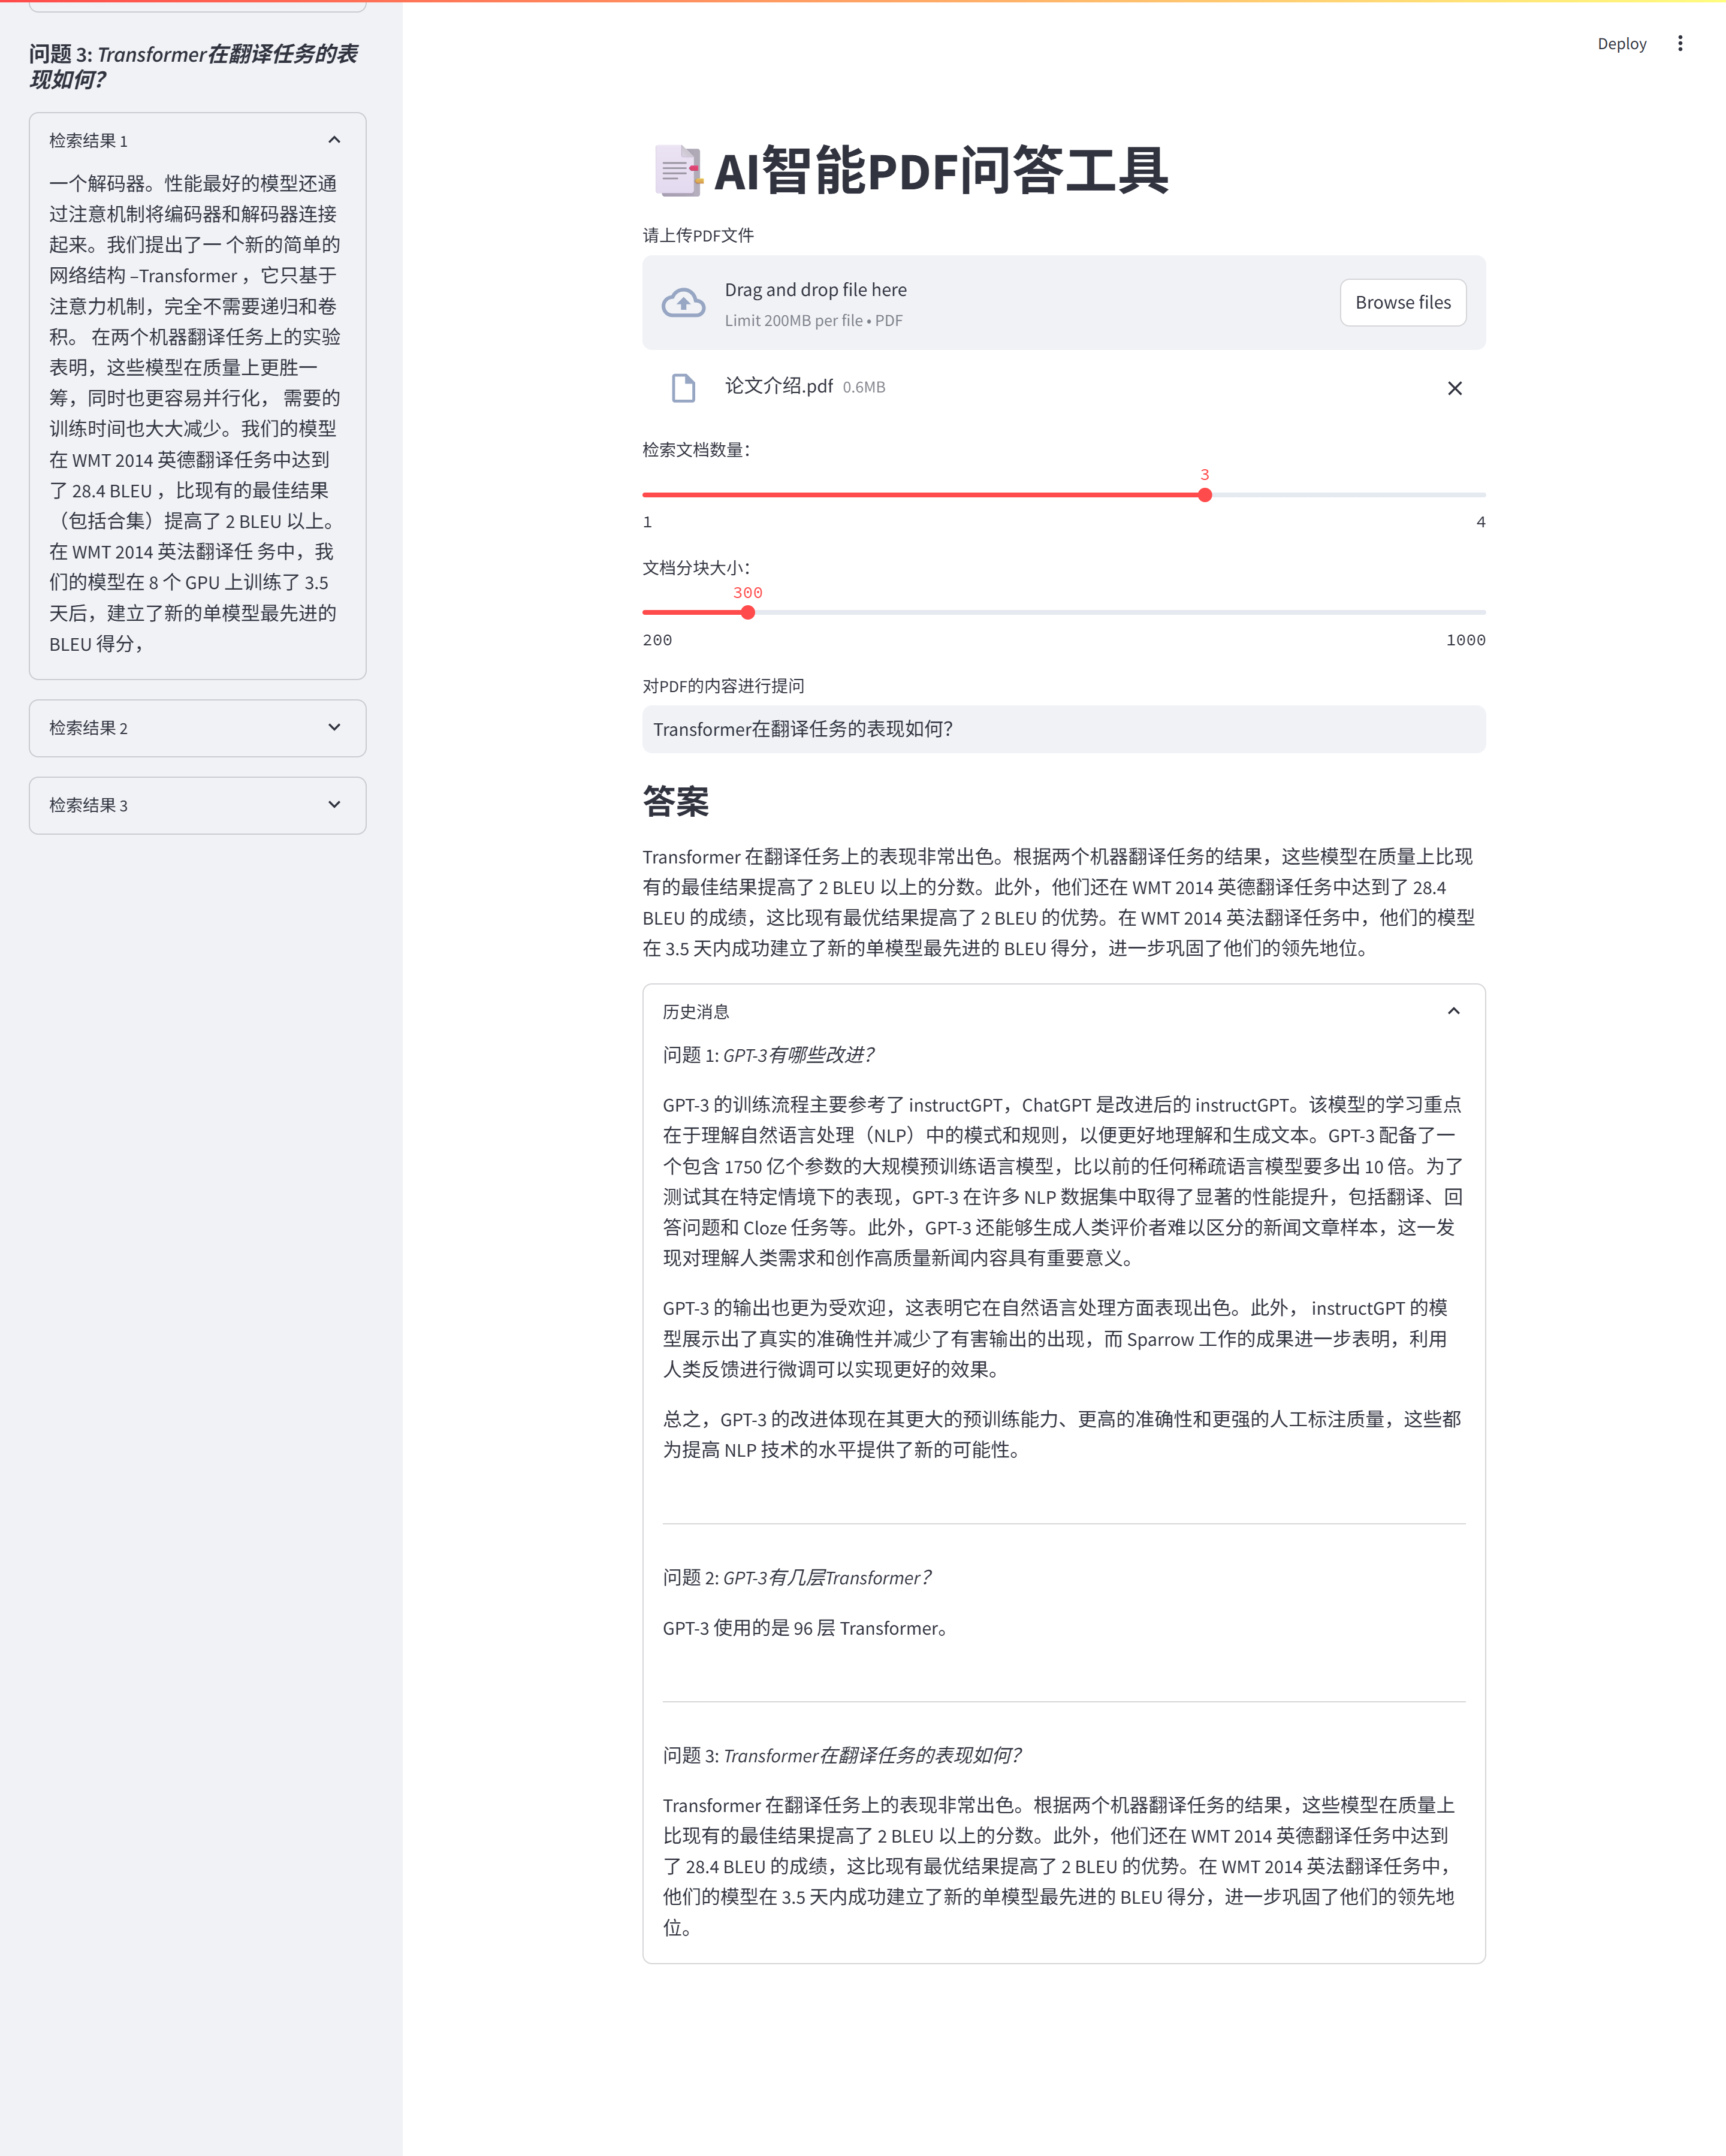 问题 3: Transformer在翻译任务的表
现如何？
检索结果 1
一个解码器。性能最好的模型还通
过注意机制将编码器和解码器连接
起来。我们提出了一 个新的简单的
网络结构 –Transformer ，它只基于
注意力机制，完全不需要递归和卷
积。 在两个机器翻译任务上的实验
表明，这些模型在质量上更胜一
筹，同时也更容易并行化， 需要的
训练时间也大大减少。我们的模型
在 WMT 2014 英德翻译任务中达到
了 28.4 BLEU ，比现有的最佳结果
（包括合集）提高了 2 BLEU 以上。
在 WMT 2014 英法翻译任 务中，我
们的模型在 8 个 GPU 上训练了 3.5
天后，建立了新的单模型最先进的
BLEU 得分，
检索结果 2
检索结果 3
Deploy
AI智能PDF问答工具
请上传PDF文件
Drag and drop file here
Limit 200MB per file • PDF
Browse files
论文介绍.pdf 0.6MB
检索文档数量：
3
1 4
文档分块大小：
300
200 1000
对PDF的内容进行提问
Transformer在翻译任务的表现如何？
答案
Transformer 在翻译任务上的表现非常出色。根据两个机器翻译任务的结果，这些模型在质量上比现
有的最佳结果提高了 2 BLEU 以上的分数。此外，他们还在 WMT 2014 英德翻译任务中达到了 28.4
BLEU 的成绩，这比现有最优结果提高了 2 BLEU 的优势。在 WMT 2014 英法翻译任务中，他们的模型
在 3.5 天内成功建立了新的单模型最先进的 BLEU 得分，进一步巩固了他们的领先地位。
历史消息
问题 1: GPT-3有哪些改进？
GPT-3 的训练流程主要参考了 instructGPT，ChatGPT 是改进后的 instructGPT。该模型的学习重点
在于理解自然语言处理（NLP）中的模式和规则，以便更好地理解和生成文本。GPT-3 配备了一
个包含 1750 亿个参数的大规模预训练语言模型，比以前的任何稀疏语言模型要多出 10 倍。为了
测试其在特定情境下的表现，GPT-3 在许多 NLP 数据集中取得了显著的性能提升，包括翻译、回
答问题和 Cloze 任务等。此外，GPT-3 还能够生成人类评价者难以区分的新闻文章样本，这一发
现对理解人类需求和创作高质量新闻内容具有重要意义。
GPT-3 的输出也更为受欢迎，这表明它在自然语言处理方面表现出色。此外， instructGPT 的模
型展示出了真实的准确性并减少了有害输出的出现，而 Sparrow 工作的成果进一步表明，利用
人类反馈进行微调可以实现更好的效果。
总之，GPT-3 的改进体现在其更大的预训练能力、更高的准确性和更强的人工标注质量，这些都
为提高 NLP 技术的水平提供了新的可能性。
问题 2: GPT-3有几层Transformer？
GPT-3 使用的是 96 层 Transformer。
问题 3: Transformer在翻译任务的表现如何？
Transformer 在翻译任务上的表现非常出色。根据两个机器翻译任务的结果，这些模型在质量上
比现有的最佳结果提高了 2 BLEU 以上的分数。此外，他们还在 WMT 2014 英德翻译任务中达到
了 28.4 BLEU 的成绩，这比现有最优结果提高了 2 BLEU 的优势。在 WMT 2014 英法翻译任务中，
他们的模型在 3.5 天内成功建立了新的单模型最先进的 BLEU 得分，进一步巩固了他们的领先地
位。